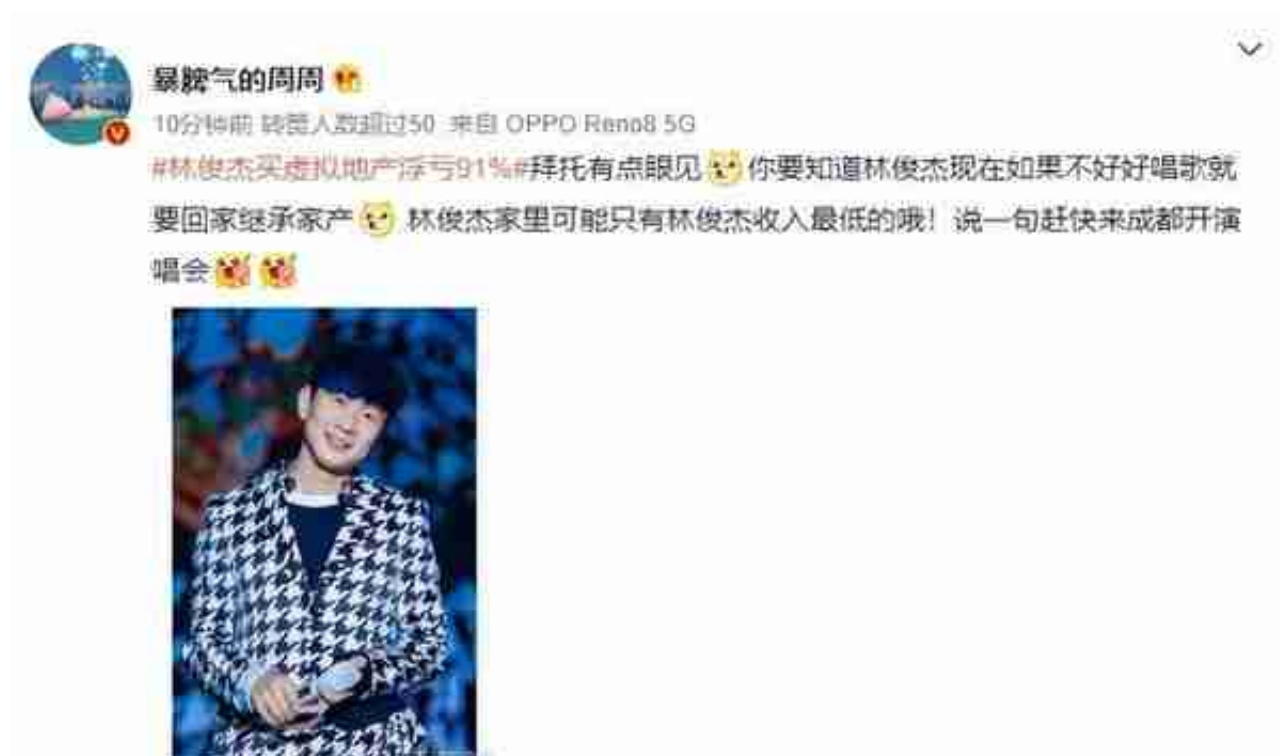 暴脾气的周周
10分钟前 转赞人数超过50 来自 OPPO Reno8 5G
#林俊杰买虚拟地产浮亏91%#拜托有点眼见 你要知道林俊杰现在如果不好好唱歌就
要回家继承家产 林俊杰家里可能只有林俊杰收入最低的哦！说一句赶快来成都开演
唱会